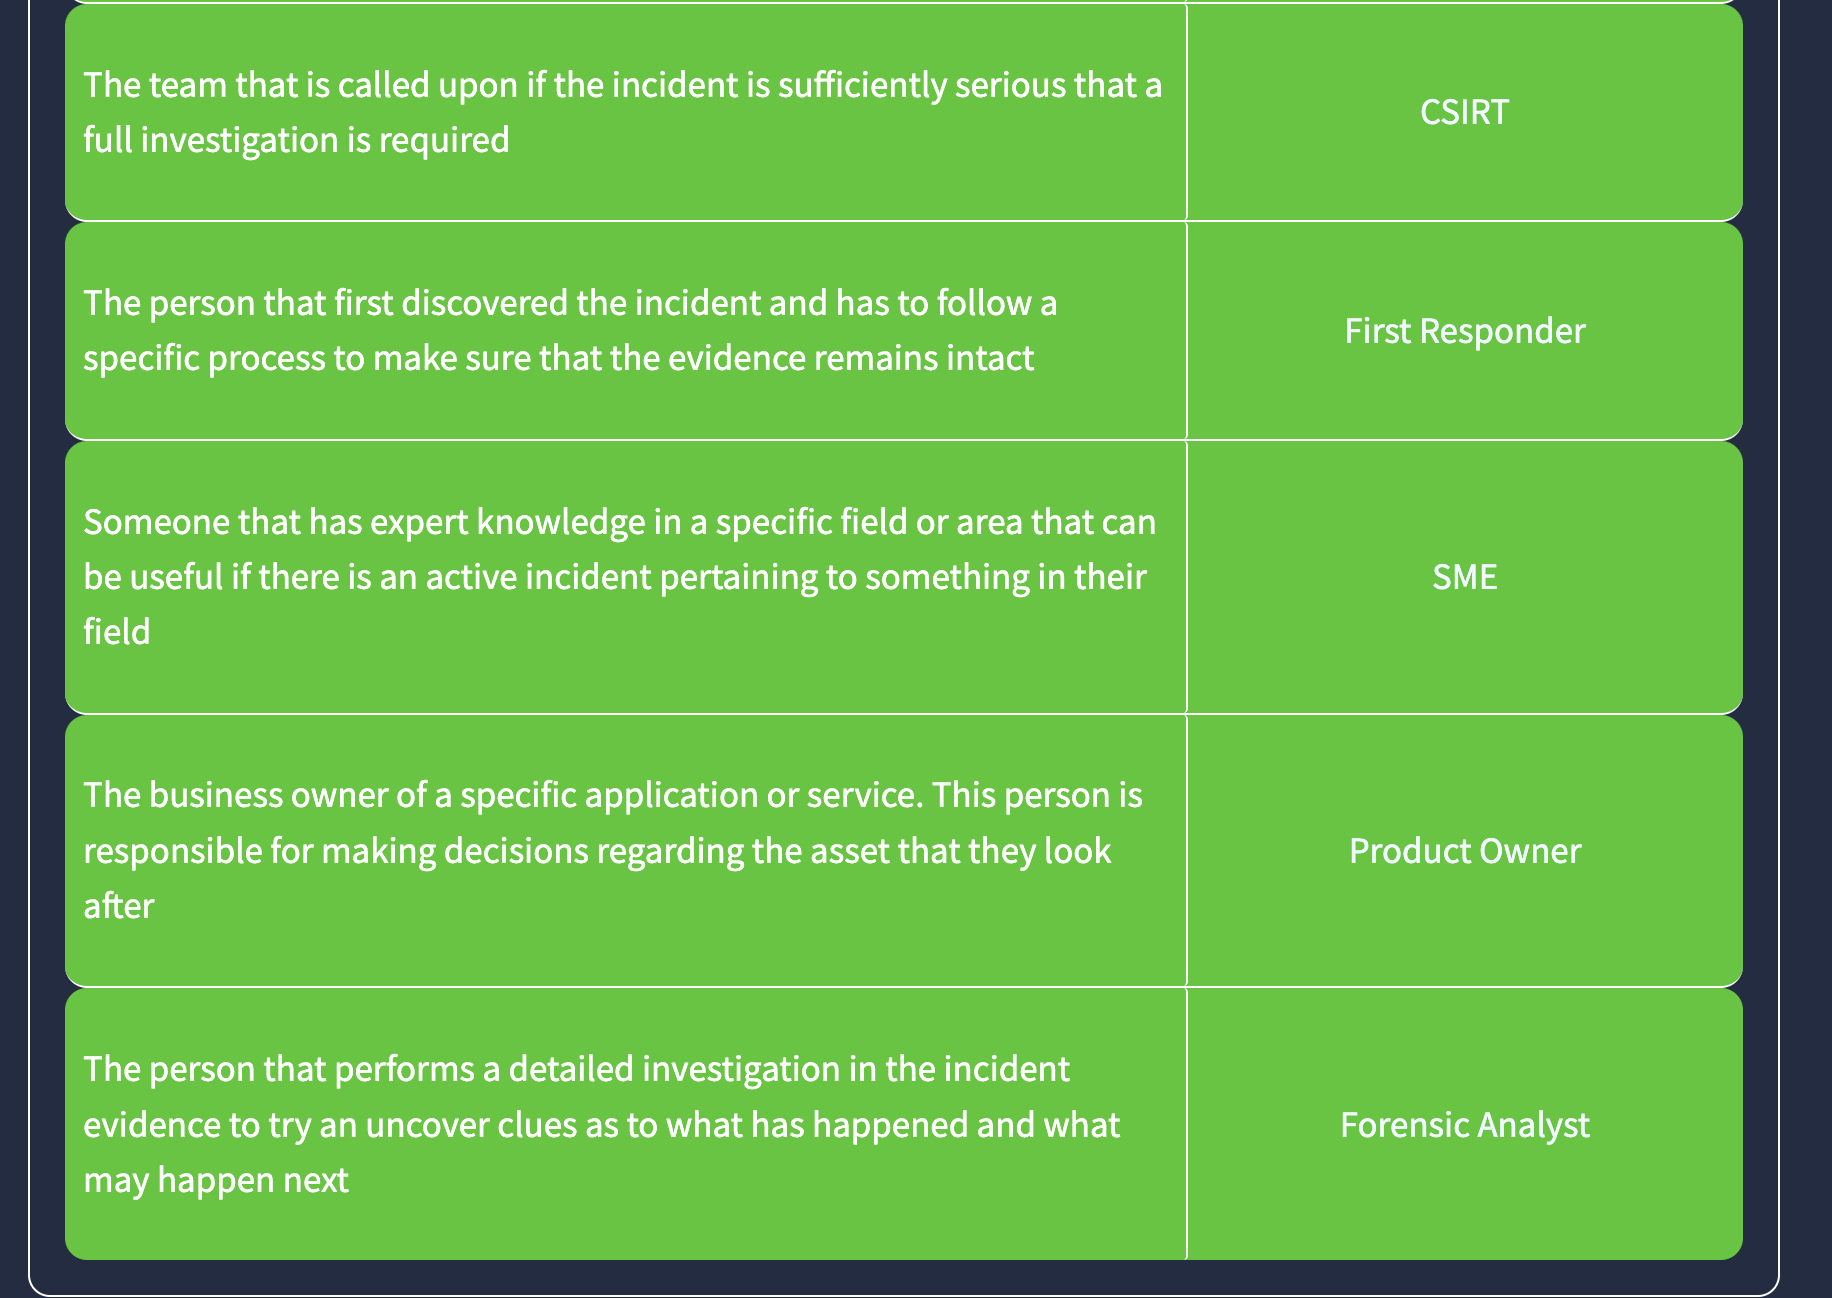 The team that is called upon if the incident is sufficiently serious that a
full investigation is required
CSIRT
The person that first discovered the incident and has to follow a
specific process to make sure that the evidence remains intact
First Responder
Someone that has expert knowledge in a specific field or area that can
be useful if there is an active incident pertaining to something in their
field
SME
The business owner of a specific application or service. This person is
responsible for making decisions regarding the asset that they look
after
Product Owner
The person that performs a detailed investigation in the incident
evidence to try an uncover clues as to what has happened and what
may happen next
Forensic Analyst